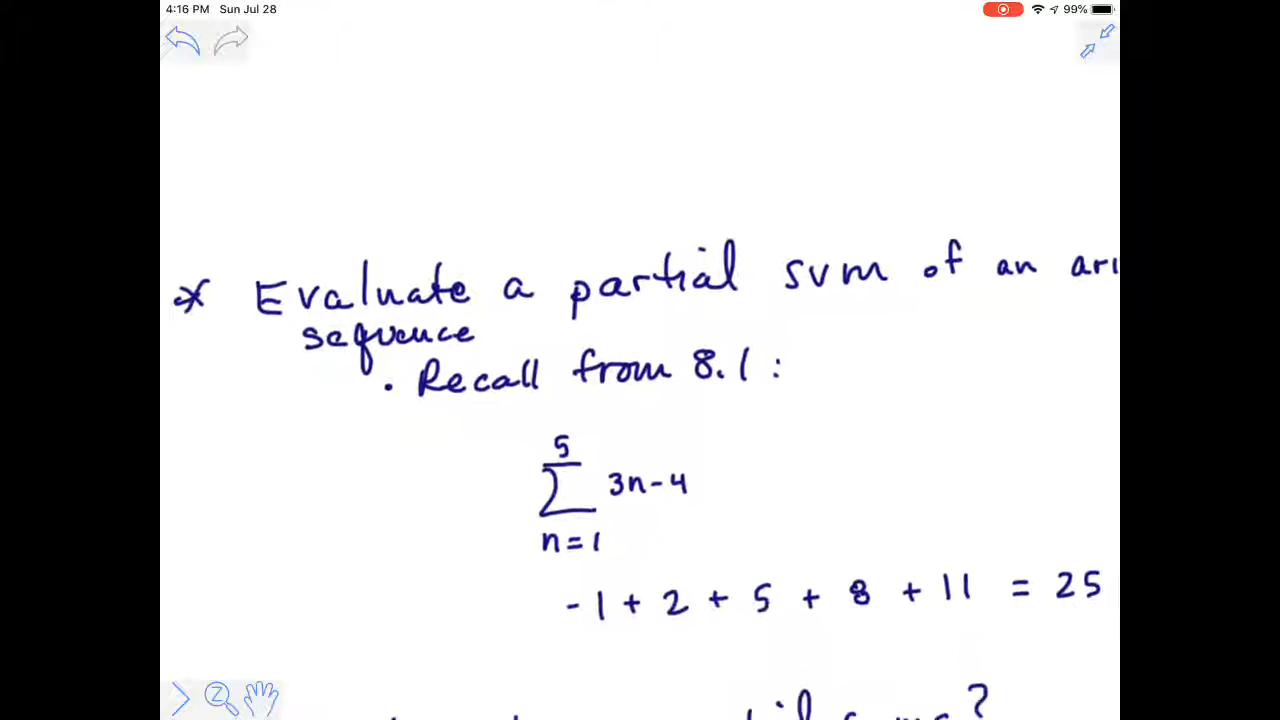 4:16 PM Sun Jul 28
99%
* Evaluate a partial sum of an ari
sequence
. Recall from 8.1:
5
∑ 3n-4
n=1
-1 + 2 + 5 + 8 + 11 = 25
?
Z